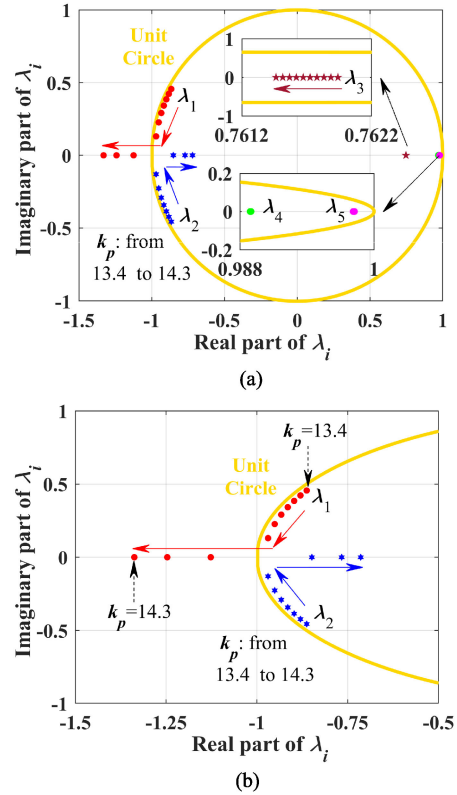 1
0.5
0
-0.5
-1
Imaginary part of λi
Unit
Circle
λ1
λ2
kp: from
13.4 to 14.3
1
0
-1
λ3
0.7612
0.7622
0.2
0
-0.2
λ4
λ5
0.988
1
-1.5
-1
-0.5
0
0.5
1
Real part of λi
(a)
1
0.5
0
-0.5
-1
Imaginary part of λi
kp=13.4
Unit
Circle
λ1
kp=14.3
λ2
kp: from
13.4 to 14.3
-1.5
-1.25
-1
-0.75
-0.5
Real part of λi
(b)